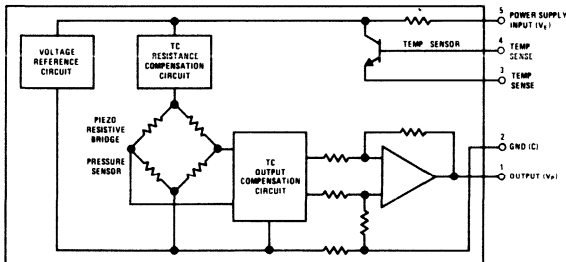 5
POWER SUPPLY
INPUT (VE)
4
TEMP SENSOR
TEMP
SENSE
3
TEMP
SENSE
VOLTAGE
REFERENCE
CIRCUIT
TC
RESISTANCE
COMPENSATION
CIRCUIT
PIEZO
RESISTIVE
BRIDGE
PRESSURE
SENSOR
TC
OUTPUT
COMPENSATION
CIRCUIT
2
GND (C)
1
OUTPUT (VP)